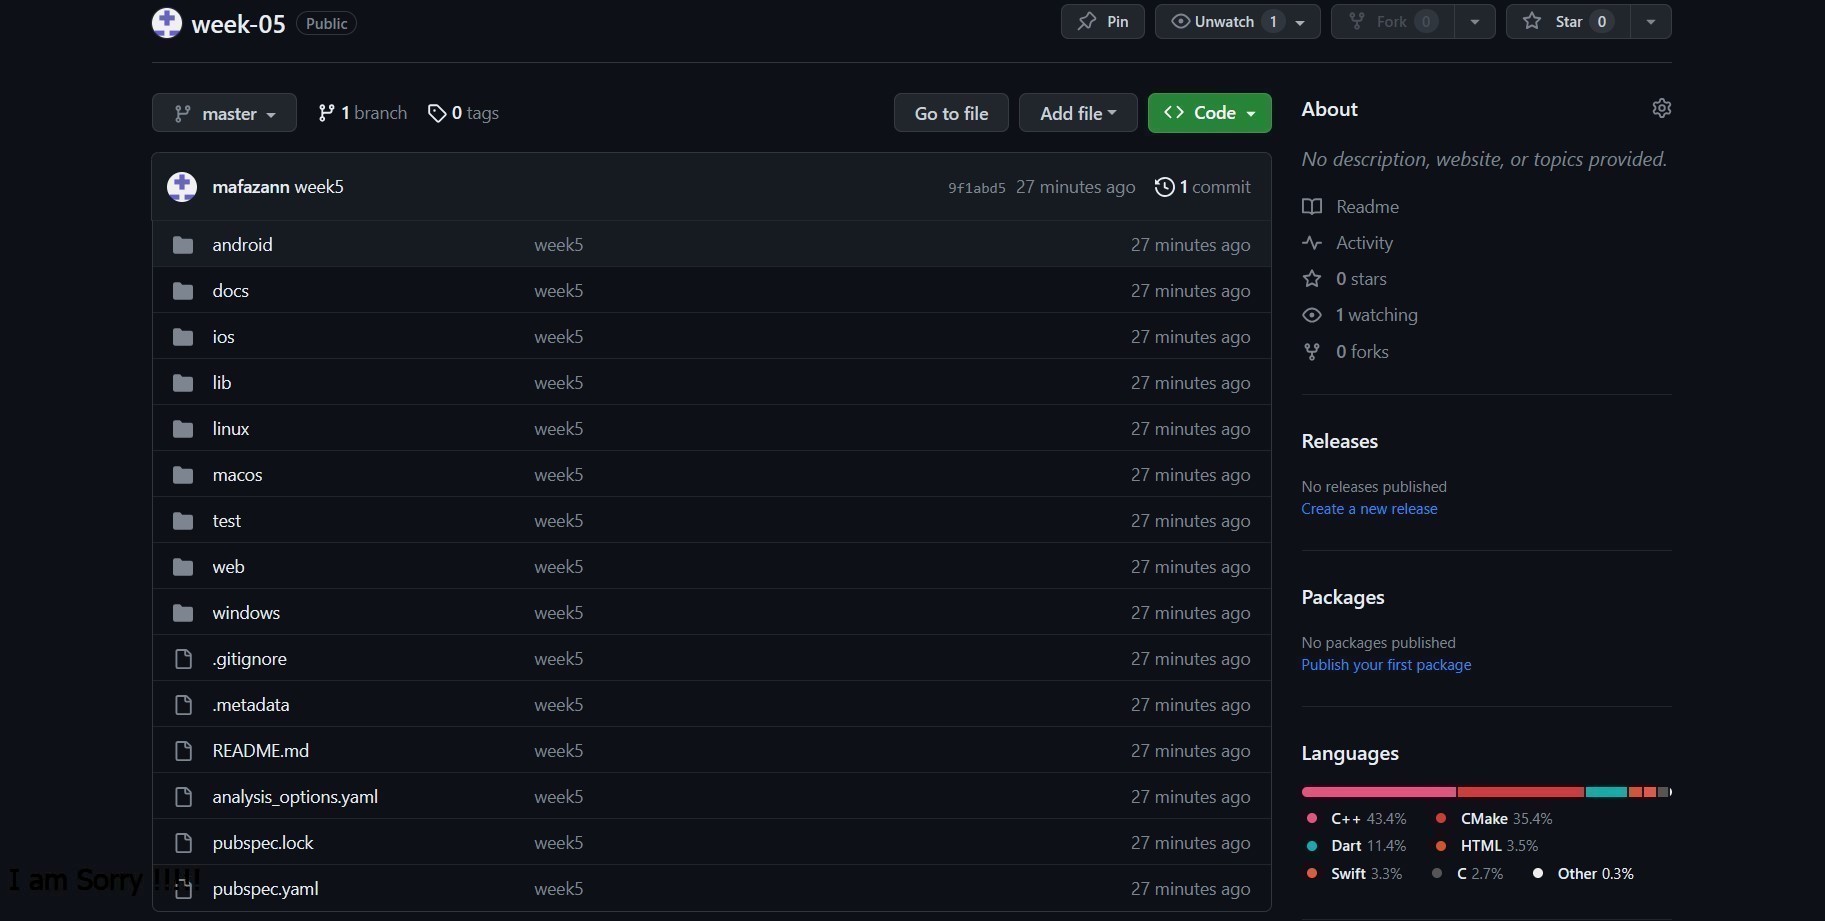 week-05 Public
Pin Unwatch 1 Fork 0 Star 0
master 1 branch 0 tags
Go to file Add file Code
mafazann week5 9f1abd5 27 minutes ago 1 commit
android week5 27 minutes ago
docs week5 27 minutes ago
ios week5 27 minutes ago
lib week5 27 minutes ago
linux week5 27 minutes ago
macos week5 27 minutes ago
test week5 27 minutes ago
web week5 27 minutes ago
windows week5 27 minutes ago
.gitignore week5 27 minutes ago
.metadata week5 27 minutes ago
README.md week5 27 minutes ago
analysis_options.yaml week5 27 minutes ago
pubspec.lock week5 27 minutes ago
pubspec.yaml week5 27 minutes ago
I am Sorry !!!!!
About
No description, website, or topics provided.
Readme
Activity
0 stars
1 watching
0 forks
Releases
No releases published
Create a new release
Packages
No packages published
Publish your first package
Languages
C++ 43.4% CMake 35.4%
Dart 11.4% HTML 3.5%
Swift 3.3% C 2.7% Other 0.3%